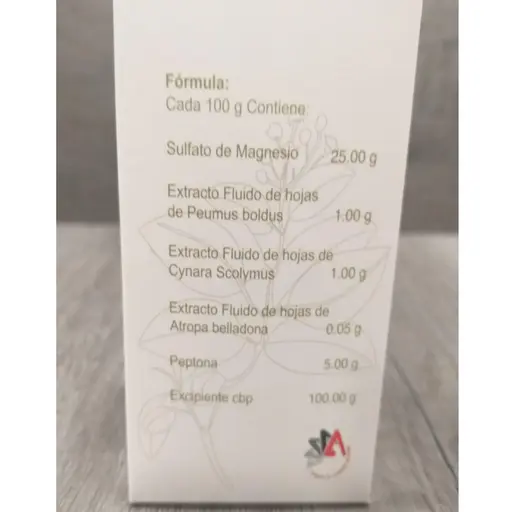 Fórmula:
Cada 100 g Contiene:
Sulfato de Magnesio 25.00 g
Extracto Fluido de hojas
de Peumus boldus 1.00 g
Extracto Fluido de hojas de
Cynara Scolymus 1.00 g
Extracto Fluido de hojas de
Atropa belladona 0.05 g
Peptona 5.00 g
Excipiente cbp 100.00 g